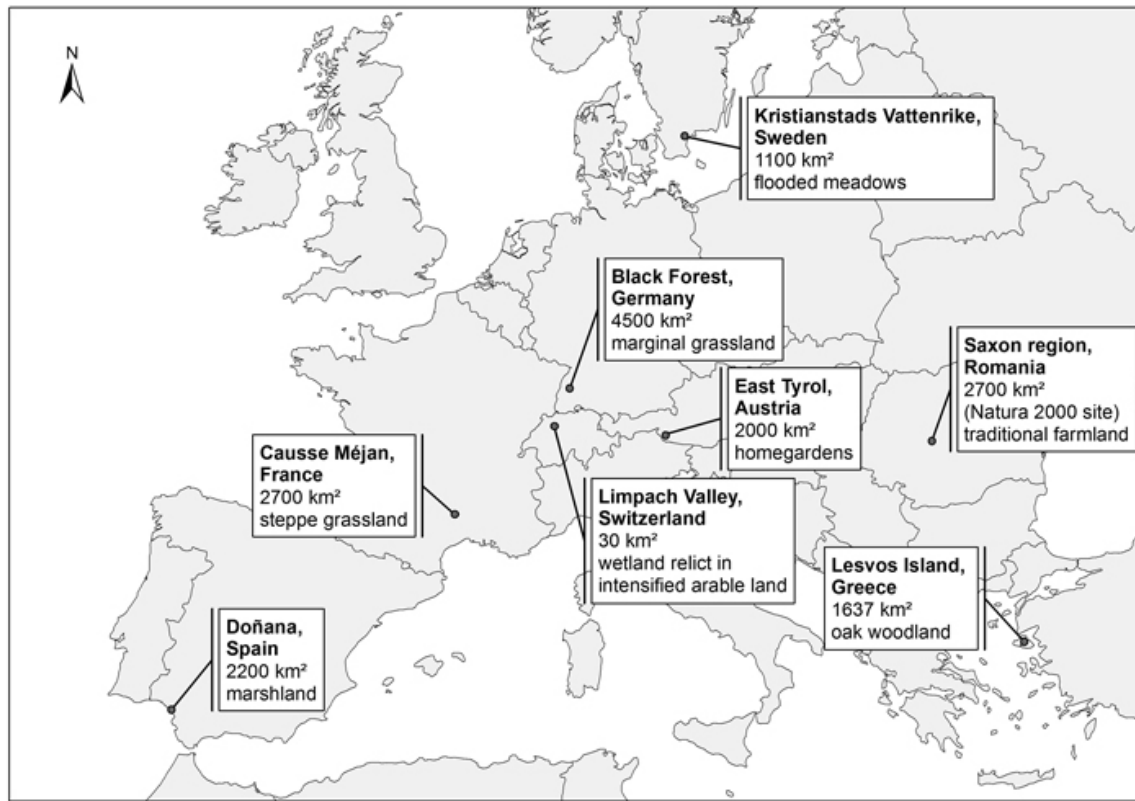 N
Kristianstads Vattenrike,
Sweden
1100 km²
flooded meadows
Black Forest,
Germany
4500 km²
marginal grassland
Saxon region,
Romania
2700 km²
(Natura 2000 site)
traditional farmland
East Tyrol,
Austria
2000 km²
homegardens
Causse Méjan,
France
2700 km²
steppe grassland
Limpach Valley,
Switzerland
30 km²
wetland relict in
intensified arable land
Lesvos Island,
Greece
1637 km²
oak woodland
Doñana,
Spain
2200 km²
marshland